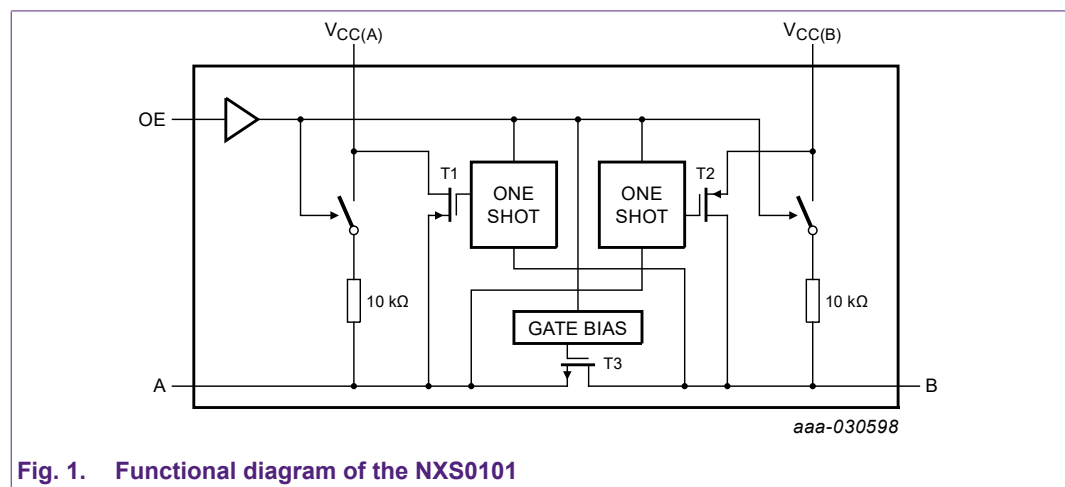 VCC(A)
VCC(B)
OE
T1
ONE
SHOT
ONE
SHOT
T2
10 kΩ
10 kΩ
GATE BIAS
T3
A
B
aaa-030598
Fig. 1. Functional diagram of the NXS0101